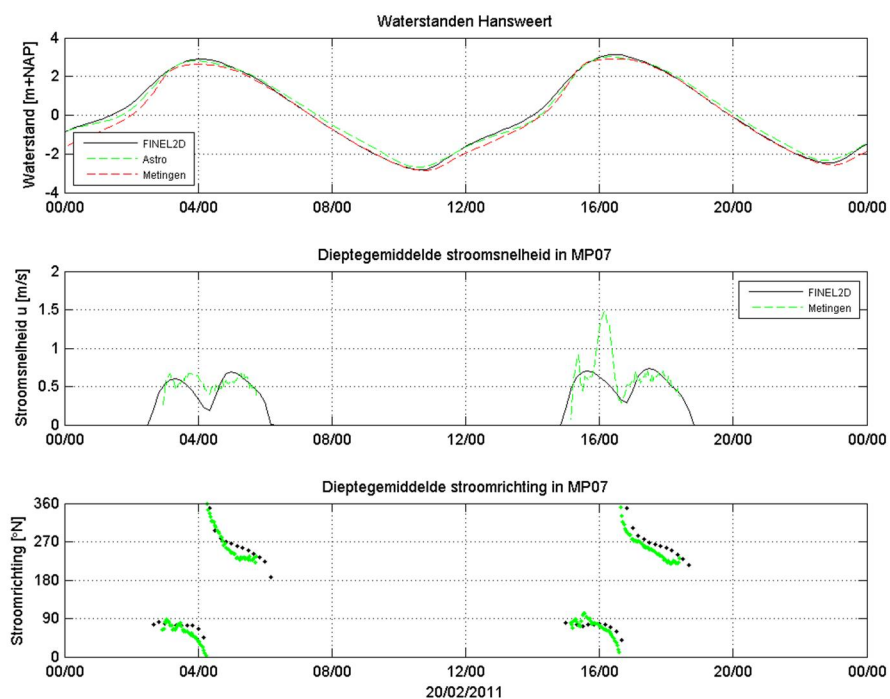 Waterstanden Hansweert
Waterstand [m+NAP]
4
2
0
-2
-4
FINEL2D
Astro
Metingen
00/00 04/00 08/00 12/00 16/00 20/00 00/00
Dieptegemiddelde stroomsnelheid in MP07
Stroomsnelheid u [m/s]
2
1.5
1
0.5
0
FINEL2D
Metingen
00/00 04/00 08/00 12/00 16/00 20/00 00/00
Dieptegemiddelde stroomrichting in MP07
Stroomrichting [°N]
360
270
180
90
0
00/00 04/00 08/00 12/00 16/00 20/00 00/00
20/02/2011